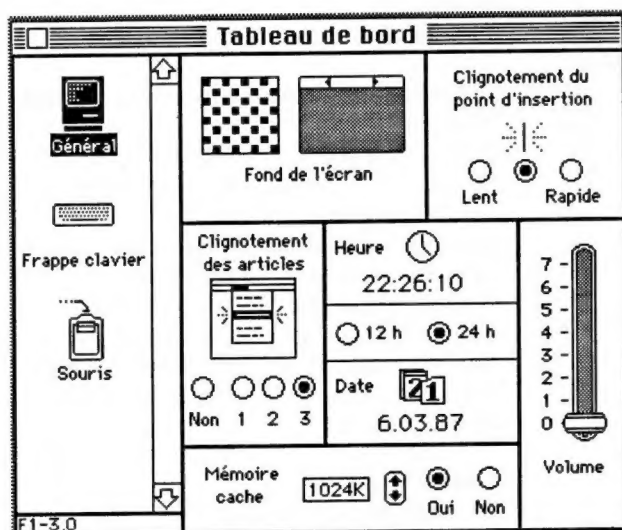 Tableau de bord
Général
Frappe clavier
Souris
F1-3.0
Fond de l'écran
Clignotement du
point d'insertion
Lent Rapide
Clignotement
des articles
Non 1 2 3
Heure
22:26:10
12 h 24 h
Date
21
6.03.87
7
6
5
4
3
2
1
0
Volume
Mémoire
cache
1024K
Oui Non